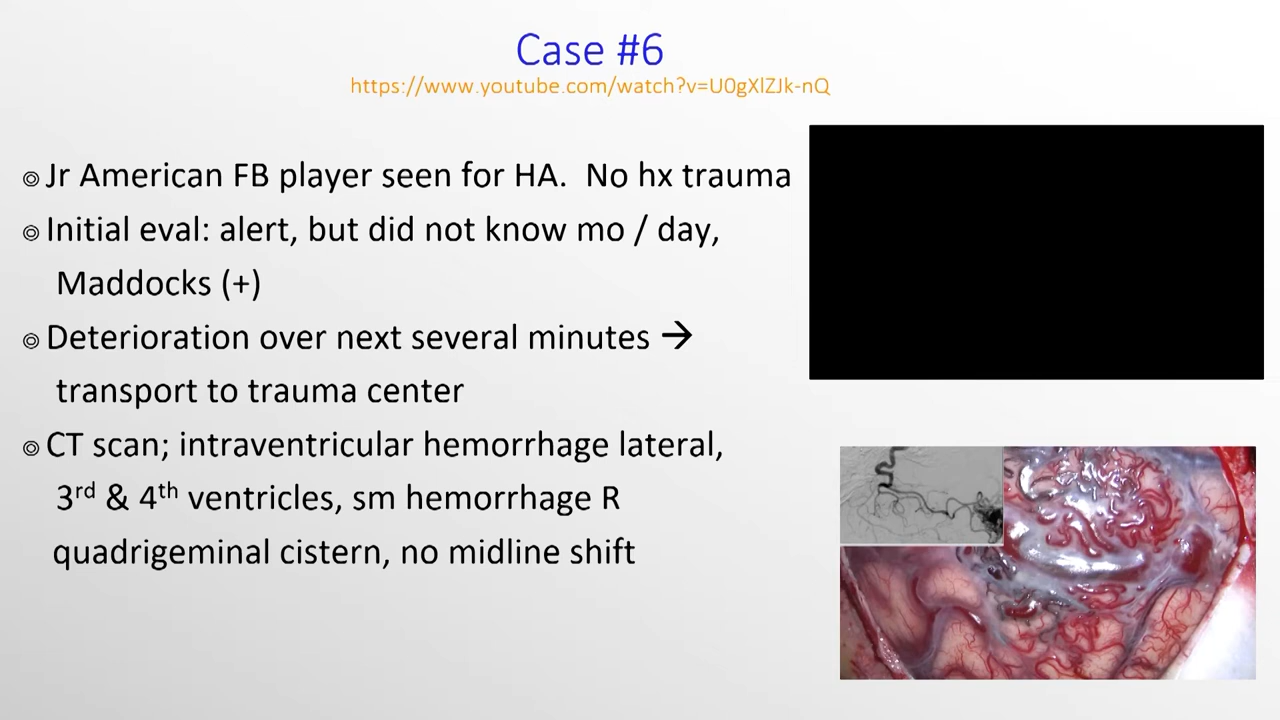 Case #6
https://www.youtube.com/watch?v=U0gXlZJk-nQ
◎ Jr American FB player seen for HA.  No hx trauma
◎ Initial eval: alert, but did not know mo / day,
Maddocks (+)
◎ Deterioration over next several minutes →
transport to trauma center
◎ CT scan; intraventricular hemorrhage lateral,
3rd & 4th ventricles, sm hemorrhage R
quadrigeminal cistern, no midline shift